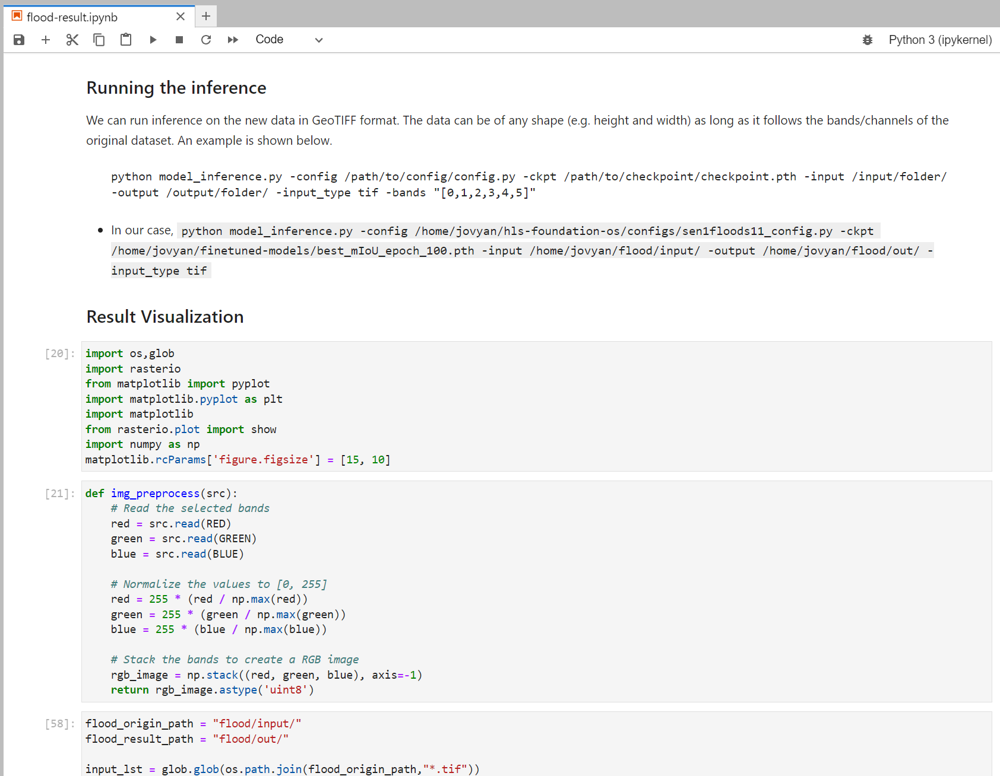 flood-result.ipynb
Code
Python 3 (ipykernel)
Running the inference
We can run inference on the new data in GeoTIFF format. The data can be of any shape (e.g. height and width) as long as it follows the bands/channels of the
original dataset. An example is shown below.
python model_inference.py -config /path/to/config/config.py -ckpt /path/to/checkpoint/checkpoint.pth -input /input/folder/
-output /output/folder/ -input_type tif -bands "[0,1,2,3,4,5]"
• In our case, python model_inference.py -config /home/jovyan/hls-foundation-os/configs/sen1floods11_config.py -ckpt
/home/jovyan/finetuned-models/best_mIoU_epoch_100.pth -input /home/jovyan/flood/input/ -output /home/jovyan/flood/out/ -
input_type tif
Result Visualization
[20]:
import os,glob
import rasterio
from matplotlib import pyplot
import matplotlib.pyplot as plt
import matplotlib
from rasterio.plot import show
import numpy as np
matplotlib.rcParams['figure.figsize'] = [15, 10]
[21]:
def img_preprocess(src):
    # Read the selected bands
    red = src.read(RED)
    green = src.read(GREEN)
    blue = src.read(BLUE)
    # Normalize the values to [0, 255]
    red = 255 * (red / np.max(red))
    green = 255 * (green / np.max(green))
    blue = 255 * (blue / np.max(blue))
    # Stack the bands to create a RGB image
    rgb_image = np.stack((red, green, blue), axis=-1)
    return rgb_image.astype('uint8')
[58]:
flood_origin_path = "flood/input/"
flood_result_path = "flood/out/"
input_lst = glob.glob(os.path.join(flood_origin_path,"*.tif"))